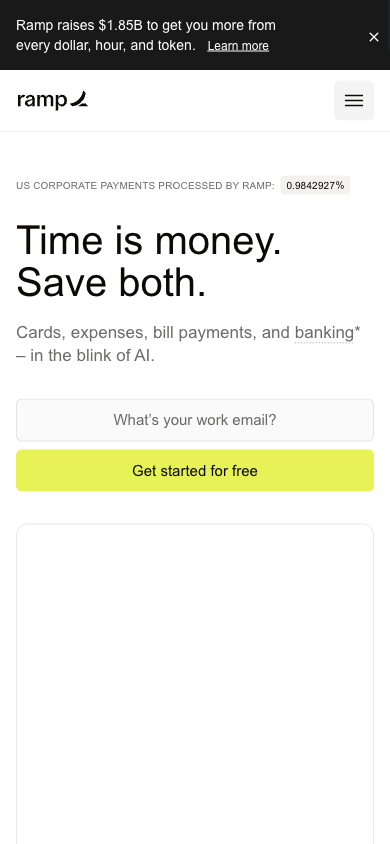 Ramp raises $1.85B to get you more from
every dollar, hour, and token. Learn more
ramp
US CORPORATE PAYMENTS PROCESSED BY RAMP: 0.9842927%
Time is money.
Save both.
Cards, expenses, bill payments, and banking*
– in the blink of AI.
What's your work email?
Get started for free